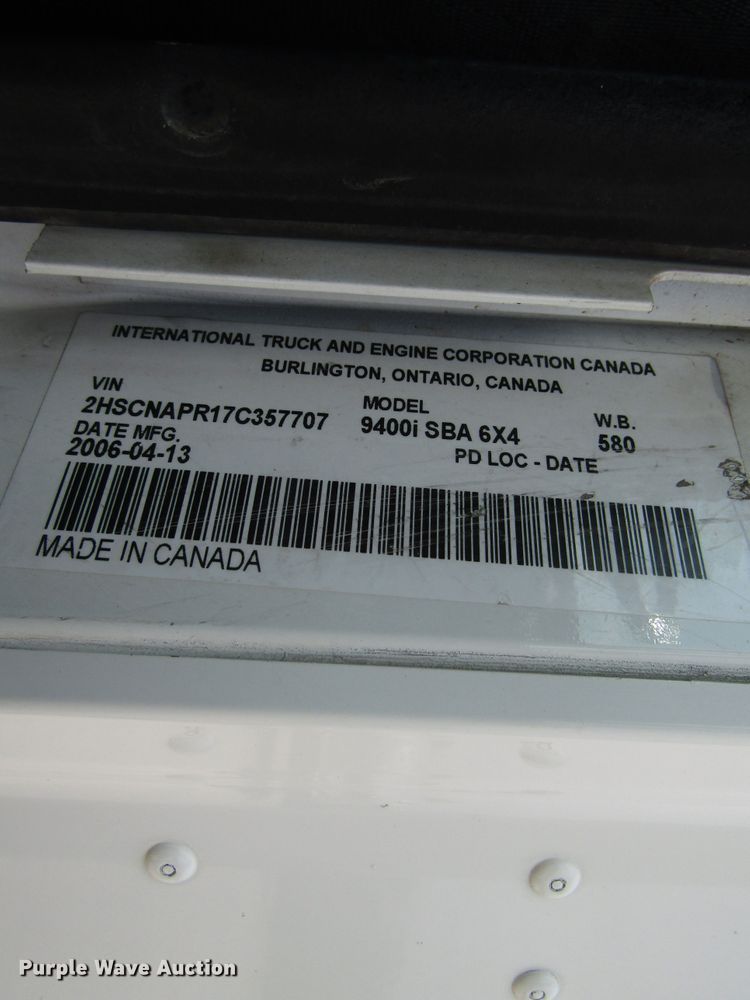 INTERNATIONAL TRUCK AND ENGINE CORPORATION CANADA
BURLINGTON, ONTARIO, CANADA
VIN MODEL W.B.
2HSCNAPR17C357707 9400i SBA 6X4 580
DATE MFG. PD LOC - DATE
2006-04-13
MADE IN CANADA
Purple Wave Auction